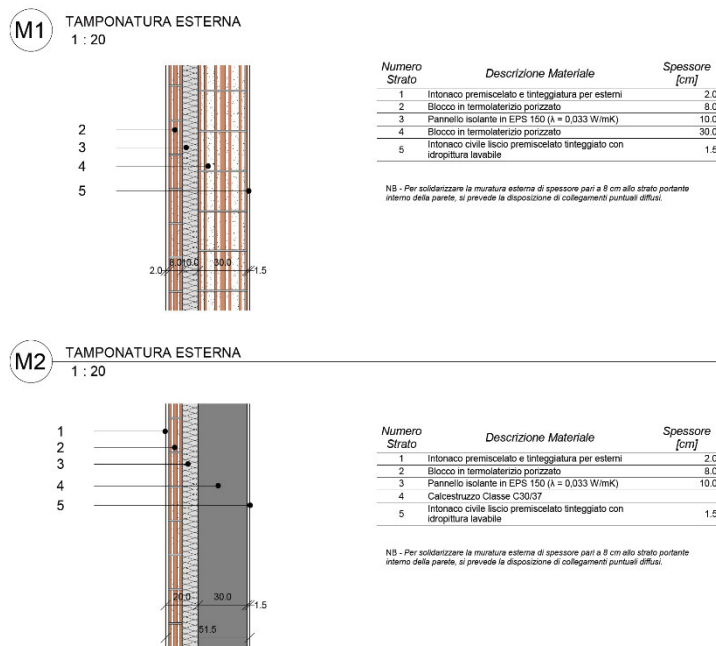 M1
TAMPONATURA ESTERNA
1 : 20
2
3
4
5
2.0
8.0
10.0
30.0
1.5
Numero Strato
Descrizione Materiale
Spessore [cm]
1 Intonaco premiscelato e tinteggiatura per esterni 2.0
2 Blocco in termolaterizio porizzato 8.0
3 Pannello isolante in EPS 150 (λ = 0,033 W/mK) 10.0
4 Blocco in termolaterizio porizzato 30.0
5 Intonaco civile liscio premiscelato tinteggiato con
idropittura lavabile 1.5
NB - Per solidarizzare la muratura esterna di spessore pari a 8 cm allo strato portante
interno della parete, si prevede la disposizione di collegamenti puntuali diffusi.
M2
TAMPONATURA ESTERNA
1 : 20
1
2
3
4
5
20.0
30.0
1.5
51.5
Numero Strato
Descrizione Materiale
Spessore [cm]
1 Intonaco premiscelato e tinteggiatura per esterni 2.0
2 Blocco in termolaterizio porizzato 8.0
3 Pannello isolante in EPS 150 (λ = 0,033 W/mK) 10.0
4 Calcestruzzo Classe C30/37
5 Intonaco civile liscio premiscelato tinteggiato con
idropittura lavabile 1.5
NB - Per solidarizzare la muratura esterna di spessore pari a 8 cm allo strato portante
interno della parete, si prevede la disposizione di collegamenti puntuali diffusi.